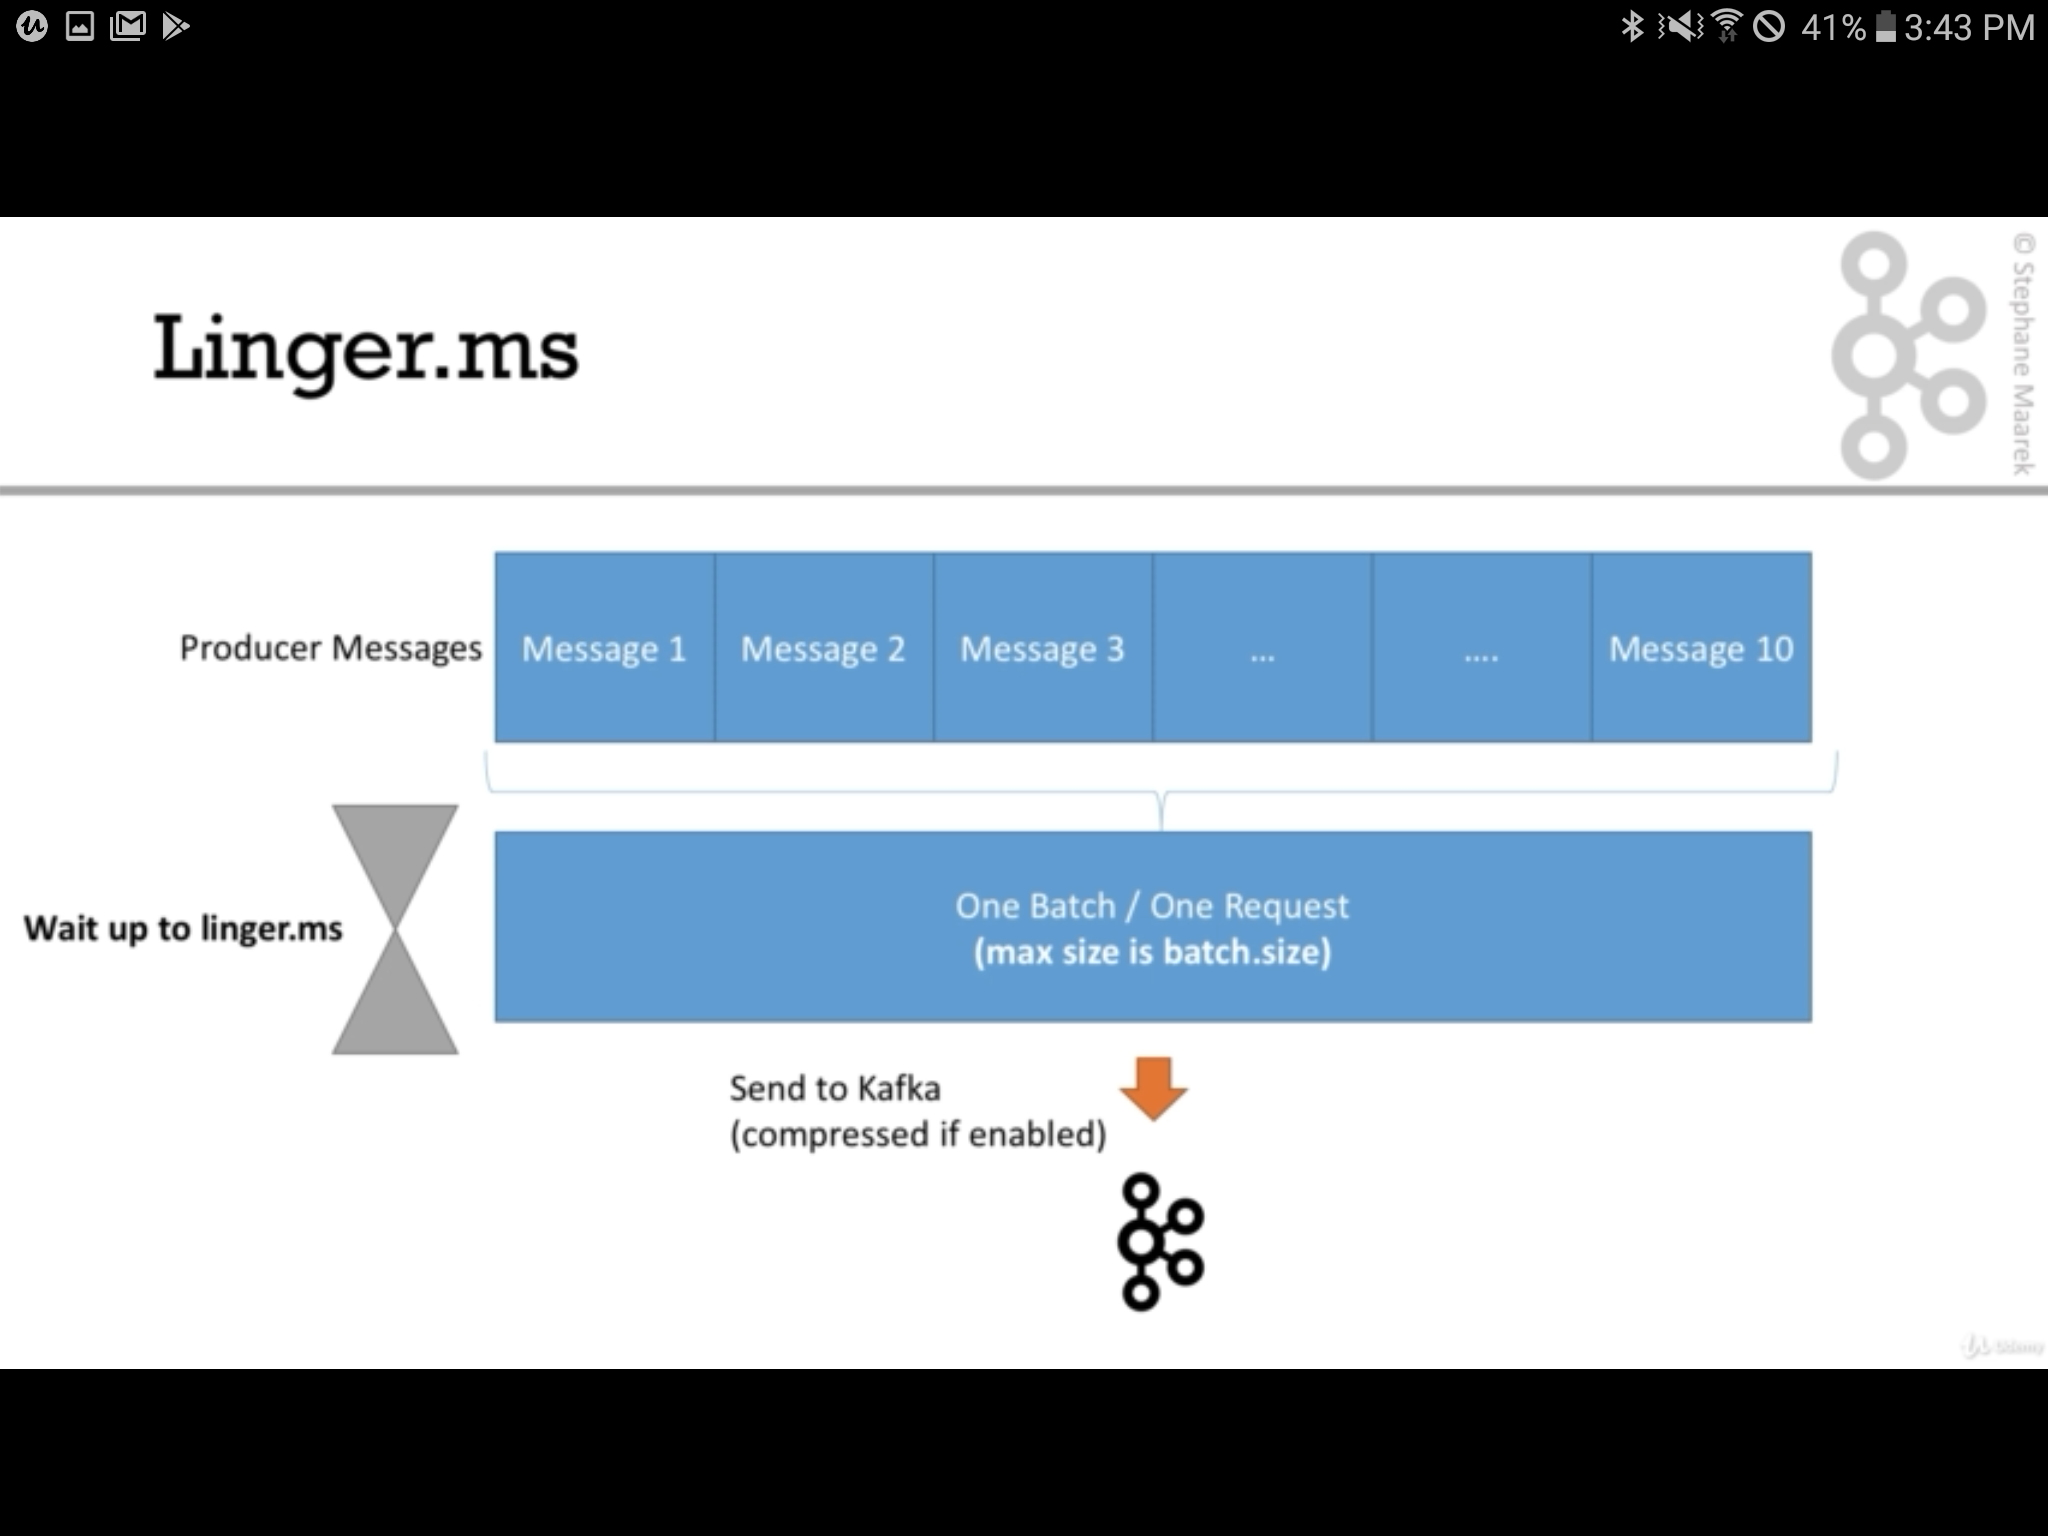 41% 3:43 PM
Linger.ms
© Stephane Maarek
Producer Messages
Message 1
Message 2
Message 3
...
....
Message 10
Wait up to linger.ms
One Batch / One Request
(max size is batch.size)
Send to Kafka
(compressed if enabled)
Udemy